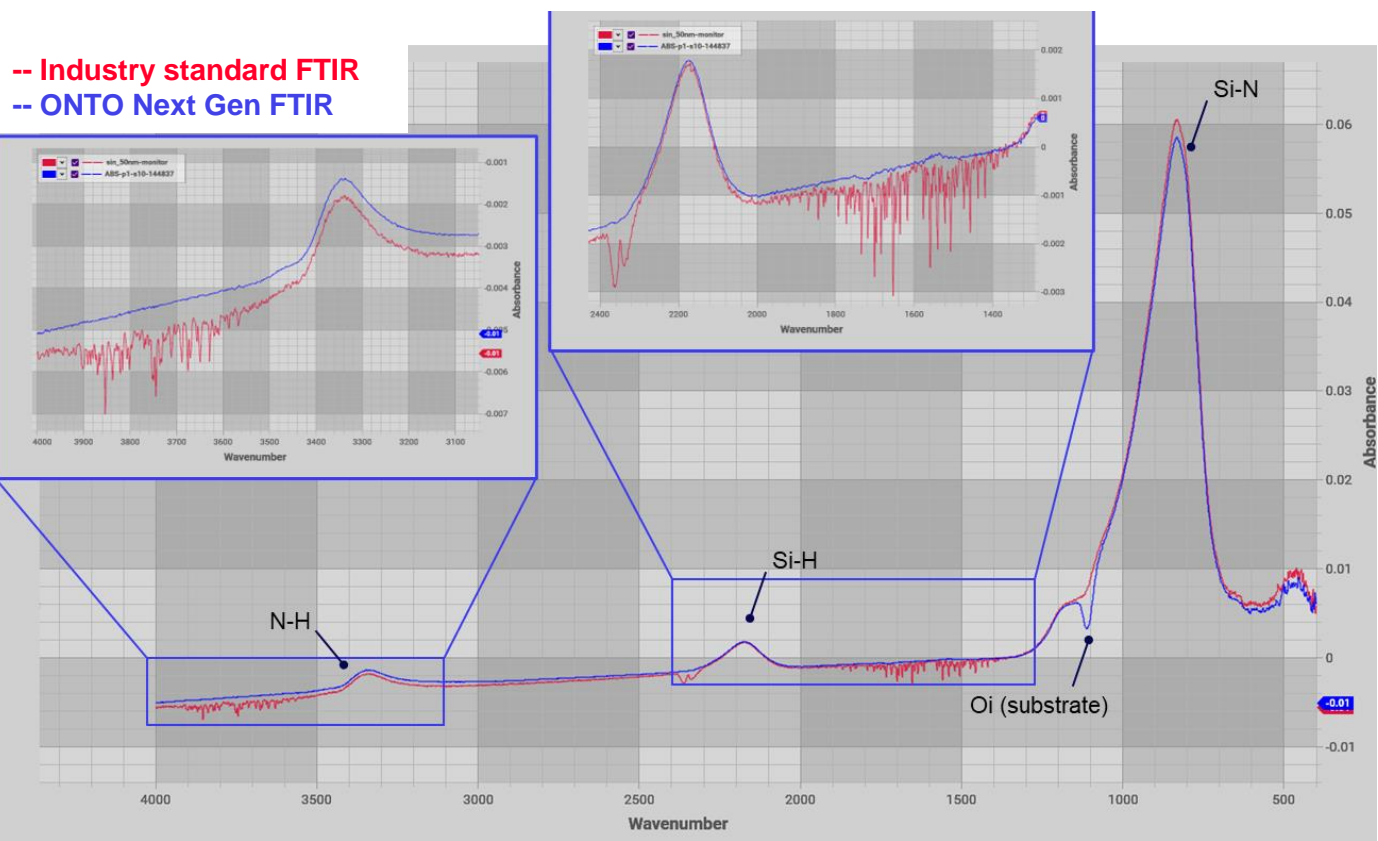 -- Industry standard FTIR
-- ONTO Next Gen FTIR
sin_50nm-monitor
ABS-p1-s10-144837
-0.001
-0.002
-0.003
-0.004
-0.005
-0.006
-0.007
Absorbance
-0.01
-0.01
4000 3900 3800 3700 3600 3500 3400 3300 3200 3100
Wavenumber
sin_50nm-monitor
ABS-p1-s10-144837
0.002
0.001
0
-0.001
-0.002
-0.003
Absorbance
2400 2200 2000 1800 1600 1400
Wavenumber
Si-N
N-H
Si-H
Oi (substrate)
0.06
0.05
0.04
0.03
0.02
0.01
0
-0.01
-0.01
Absorbance
4000 3500 3000 2500 2000 1500 1000 500
Wavenumber